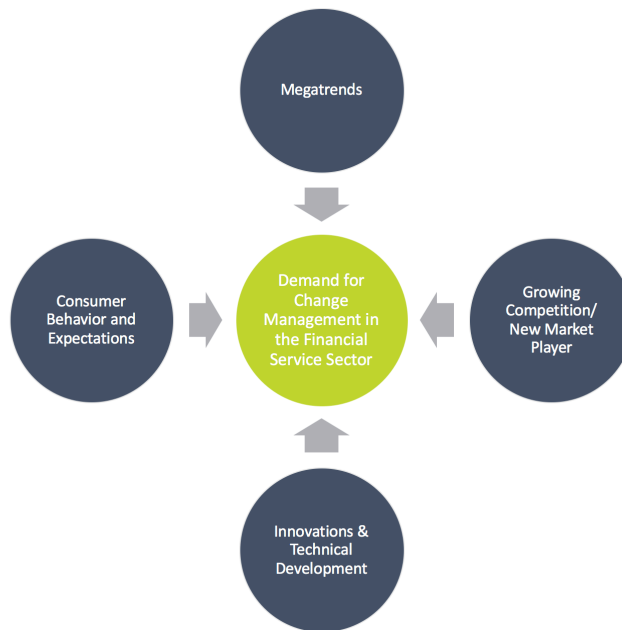 Megatrends
Consumer
Behavior and
Expectations
Demand for
Change
Management in
the Financial
Service Sector
Growing
Competition/
New Market
Player
Innovations &
Technical
Development